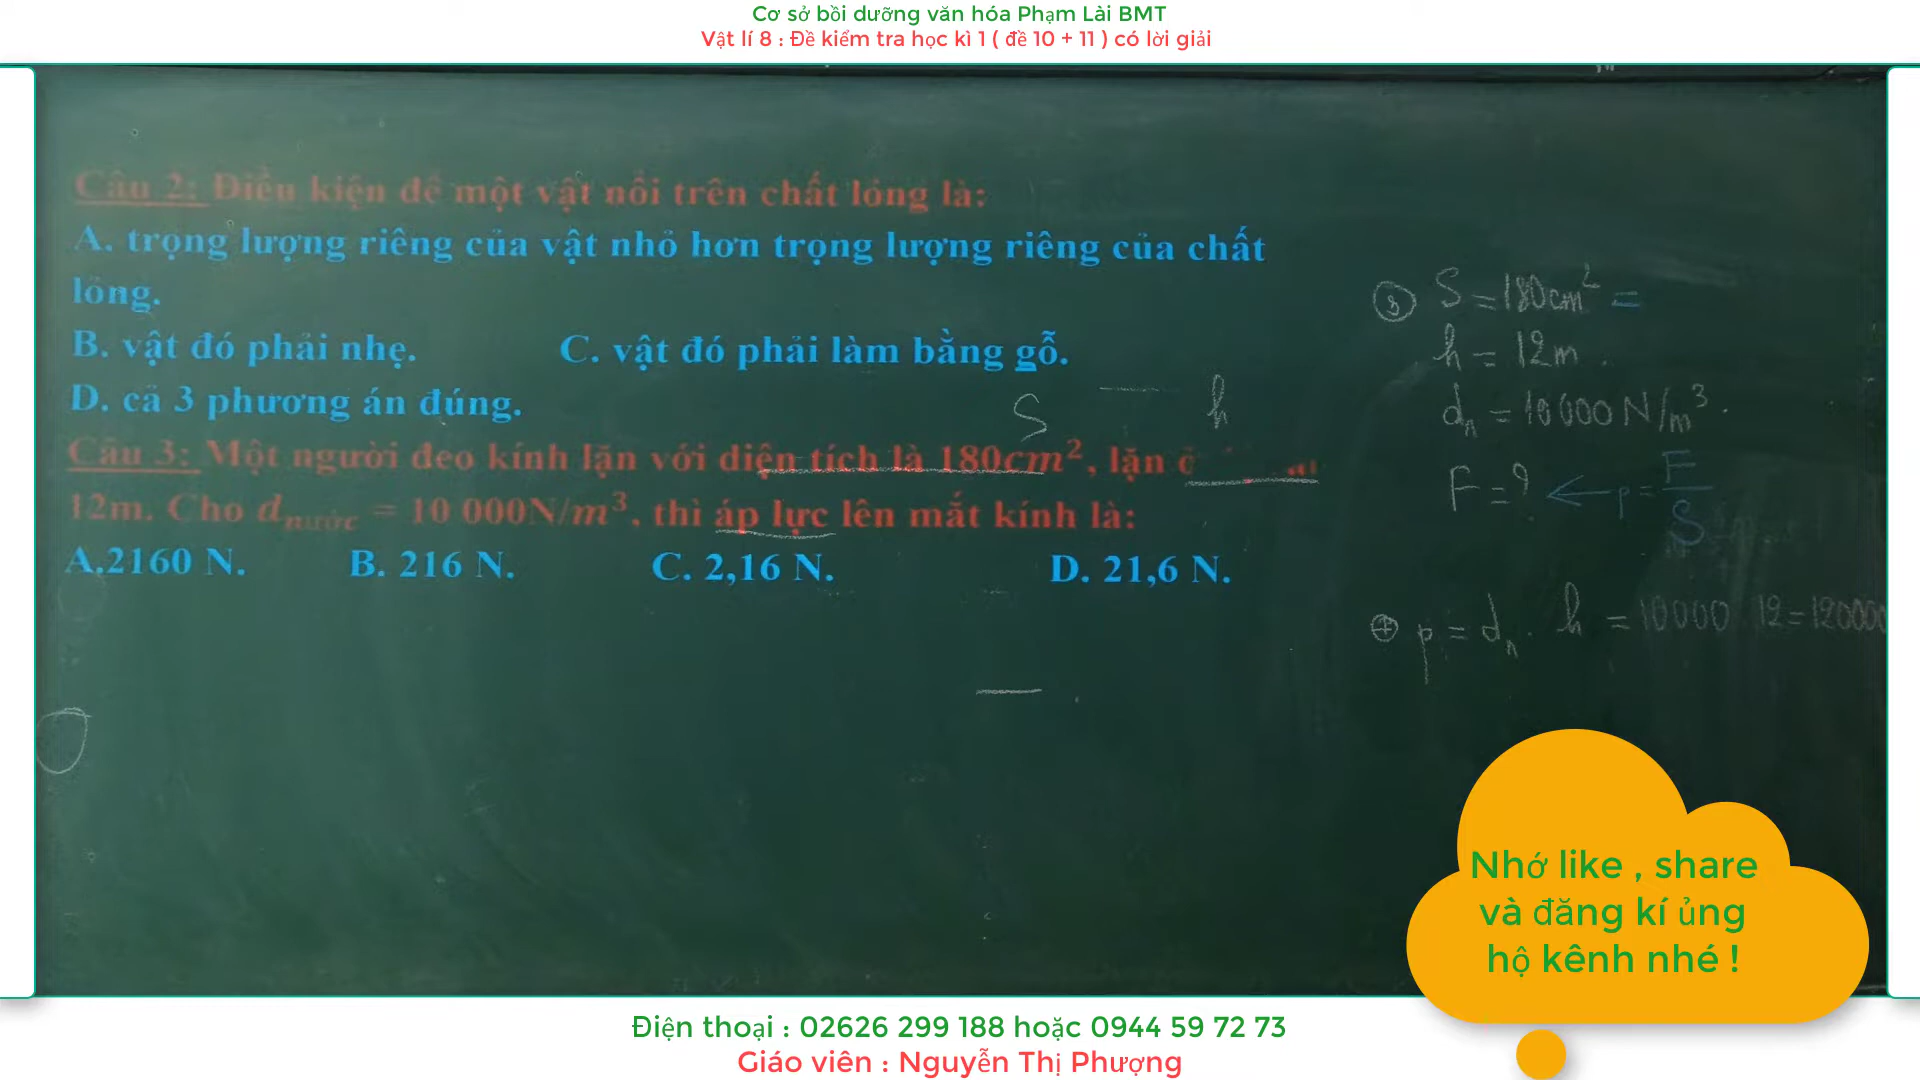 Cơ sở bồi dưỡng văn hóa Phạm Lài BMT
Vật lí 8 : Đề kiểm tra học kì 1 ( đề 10 + 11 ) có lời giải
Câu 2: Điều kiện để một vật nổi trên chất lỏng là:
A. trọng lượng riêng của vật nhỏ hơn trọng lượng riêng của chất
lỏng.
B. vật đó phải nhẹ. C. vật đó phải làm bằng gỗ.
D. cả 3 phương án đúng.
S h
Câu 3: Một người đeo kính lặn với diện tích là 180cm², lặn ở
12m. Cho dnước = 10 000N/m³, thì áp lực lên mắt kính là:
A.2160 N. B. 216 N. C. 2,16 N. D. 21,6 N.
③ S = 180cm² =
h = 12m.
dn = 10000N/m³.
F = ? ← p = F/S
⊕ p = dn . h = 10000 12 = 120000
Nhớ like , share
và đăng kí ủng
hộ kênh nhé !
Điện thoại : 02626 299 188 hoặc 0944 59 72 73
Giáo viên : Nguyễn Thị Phượng